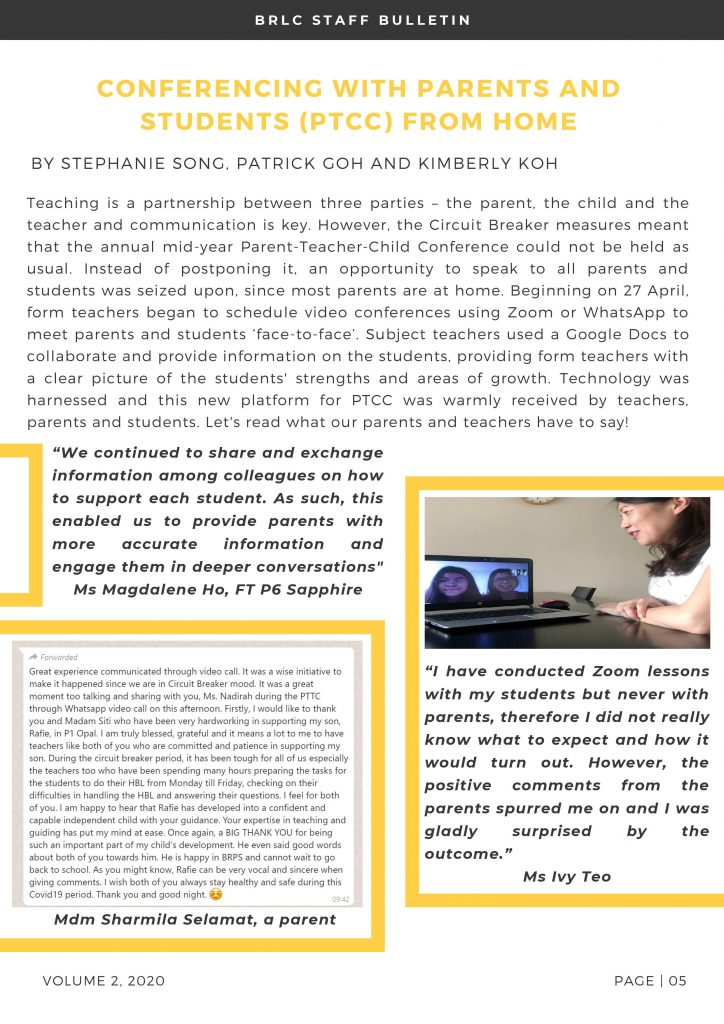 BRLC STAFF BULLETIN
CONFERENCING WITH PARENTS AND
STUDENTS (PTCC) FROM HOME
BY STEPHANIE SONG, PATRICK GOH AND KIMBERLY KOH
Teaching is a partnership between three parties – the parent, the child and the
teacher and communication is key. However, the Circuit Breaker measures meant
that the annual mid-year Parent-Teacher-Child Conference could not be held as
usual. Instead of postponing it, an opportunity to speak to all parents and
students was seized upon, since most parents are at home. Beginning on 27 April,
form teachers began to schedule video conferences using Zoom or WhatsApp to
meet parents and students ‘face-to-face’. Subject teachers used a Google Docs to
collaborate and provide information on the students, providing form teachers with
a clear picture of the students' strengths and areas of growth. Technology was
harnessed and this new platform for PTCC was warmly received by teachers,
parents and students. Let's read what our parents and teachers have to say!
“We continued to share and exchange
information among colleagues on how
to support each student. As such, this
enabled us to provide parents with
more accurate information and
engage them in deeper conversations"
Ms Magdalene Ho, FT P6 Sapphire
Forwarded
Great experience communicated through video call. It was a wise initiative to
make it happened since we are in Circuit Breaker mood. It was a great
moment too talking and sharing with you, Ms. Nadirah during the PTTC
through Whatsapp video call on this afternoon. Firstly, I would like to thank
you and Madam Siti who have been very hardworking in supporting my son,
Rafie, in P1 Opal. I am truly blessed, grateful and it means a lot to me to have
teachers like both of you who are committed and patience in supporting my
son. During the circuit breaker period, it has been tough for all of us especially
the teachers too who have been spending many hours preparing the tasks for
the students to do their HBL from Monday till Friday, checking on their
difficulties in handling the HBL and answering their questions. I feel for both
of you. I am happy to hear that Rafie has developed into a confident and
capable independent child with your guidance. Your expertise in teaching and
guiding has put my mind at ease. Once again, a BIG THANK YOU for being
such an important part of my child's development. He even said good words
about both of you towards him. He is happy in BRPS and cannot wait to go
back to school. As you might know, Rafie can be very vocal and sincere when
giving comments. I wish both of you always stay healthy and safe during this
Covid19 period. Thank you and good night. 😊
09:42
Mdm Sharmila Selamat, a parent
“I have conducted Zoom lessons
with my students but never with
parents, therefore I did not really
know what to expect and how it
would turn out. However, the
positive comments from the
parents spurred me on and I was
gladly surprised by the
outcome.”
Ms Ivy Teo
VOLUME 2, 2020
PAGE | 05